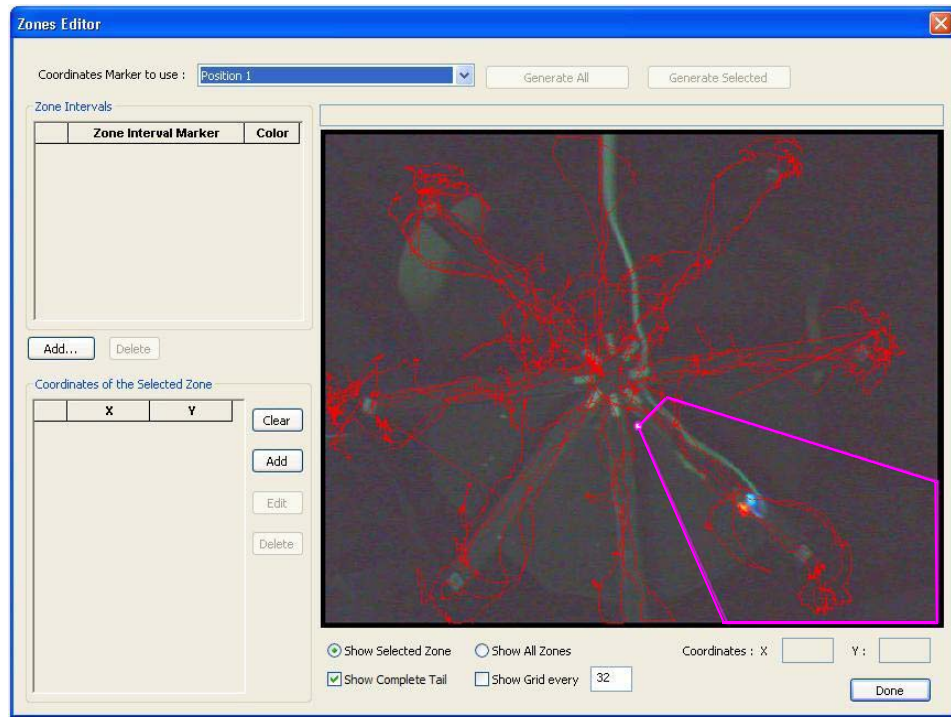 Zones Editor
Coordinates Marker to use : Position 1 Generate All Generate Selected
Zone Intervals
Zone Interval Marker Color
Add... Delete
Coordinates of the Selected Zone
X Y
Clear
Add
Edit
Delete
Show Selected Zone Show All Zones Coordinates : X Y :
Show Complete Tail Show Grid every 32
Done